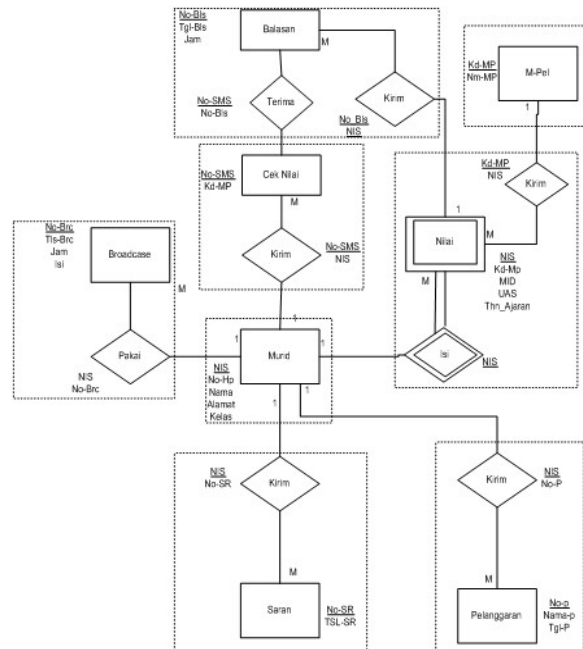 No-Bls
Tgl-Bls
Jam
Balasan
M
Kd-MP
Nm-MP
M-Pel
1
No-SMS
No-Bls
Terima
Kirim
No_Bls
NIS
No-SMS
Kd-MP
Cek Nilai
M
Kd-MP
NIS
Kirim
1
Nilai
M
NIS
Kd-Mp
MID
UAS
Thn_Ajaran
M
No-Brc
Tls-Brc
Jam
Isi
Broadcase
M
Kirim
No-SMS
NIS
1
Pakai
NIS
No-Brc
1
Murid
1
NIS
No-Hp
Nama
Alamat
Kelas
1
1
Isi
NIS
NIS
No-SR
Kirim
M
Saran
No-SR
TSL-SR
Kirim
NIS
No-P
M
Pelanggaran
No-p
Nama-p
Tgl-P